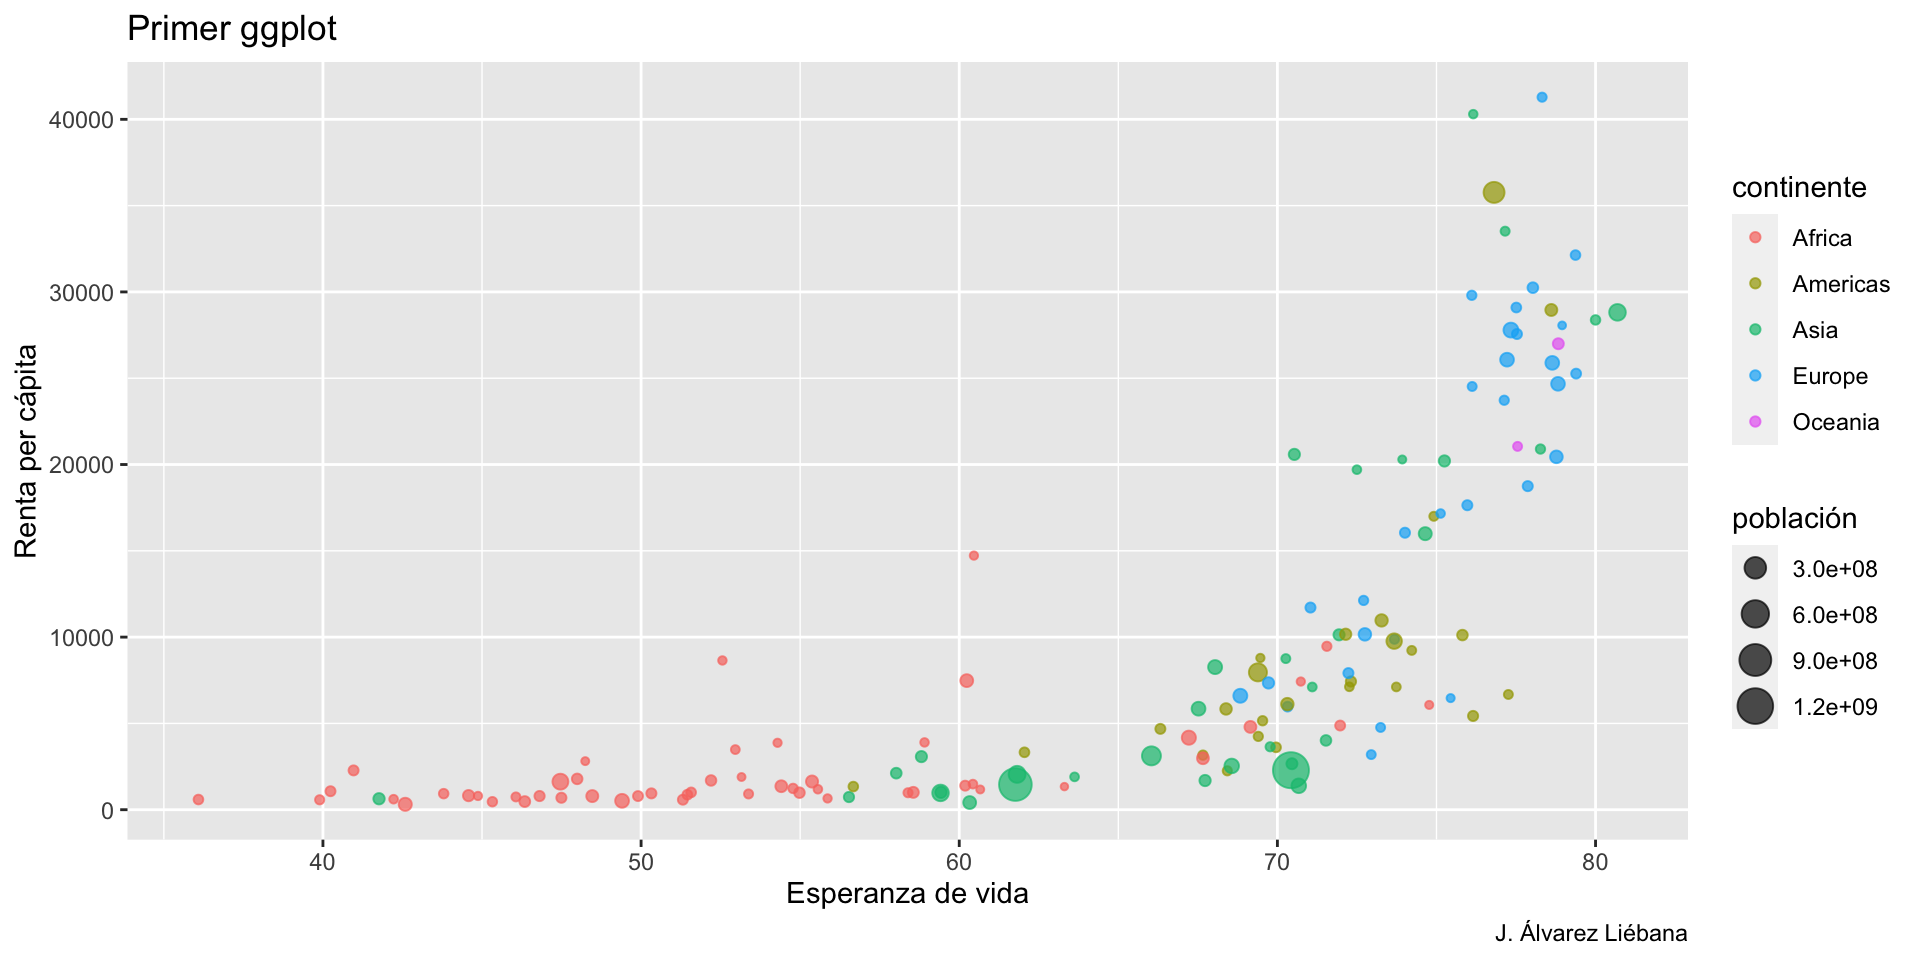 Primer ggplot
40000
30000
20000
10000
0
Renta per cápita
40 50 60 70 80
Esperanza de vida
J. Álvarez Liébana
continente
Africa
Americas
Asia
Europe
Oceania
población
3.0e+08
6.0e+08
9.0e+08
1.2e+09